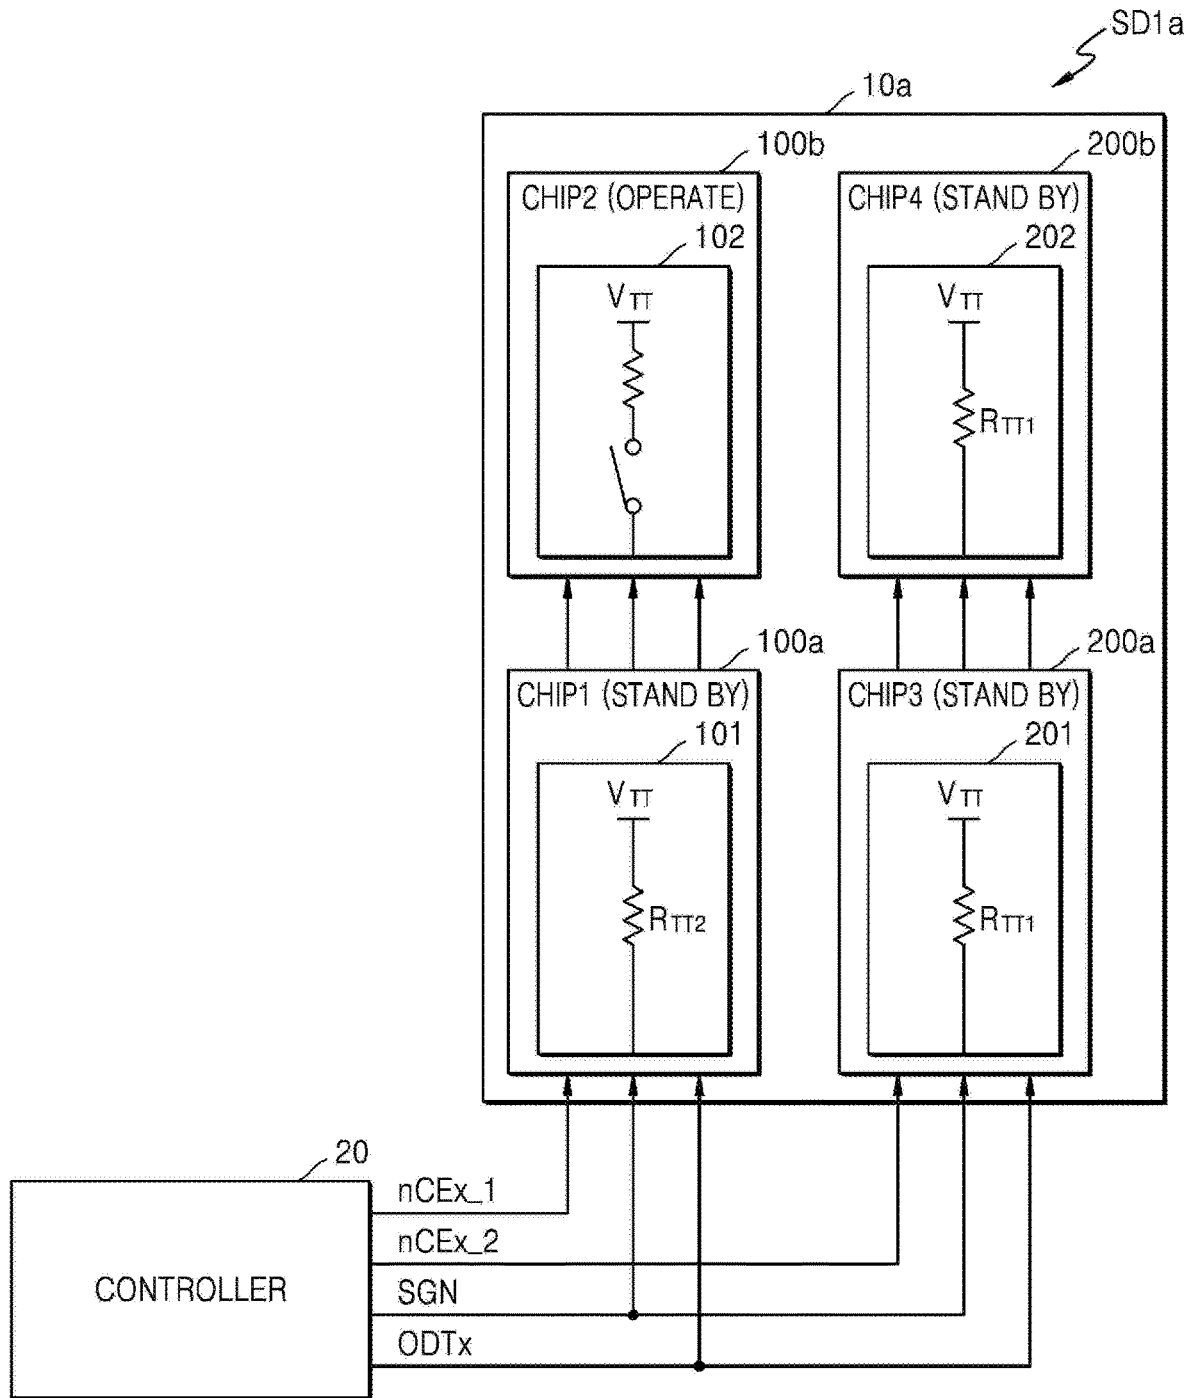 SD1a
10a
100b
200b
CHIP2 (OPERATE)
CHIP4 (STAND BY)
102
202
VTT
VTT
RTT1
100a
200a
CHIP1 (STAND BY)
CHIP3 (STAND BY)
101
201
VTT
VTT
RTT2
RTT1
20
CONTROLLER
nCEx_1
nCEx_2
SGN
ODTx